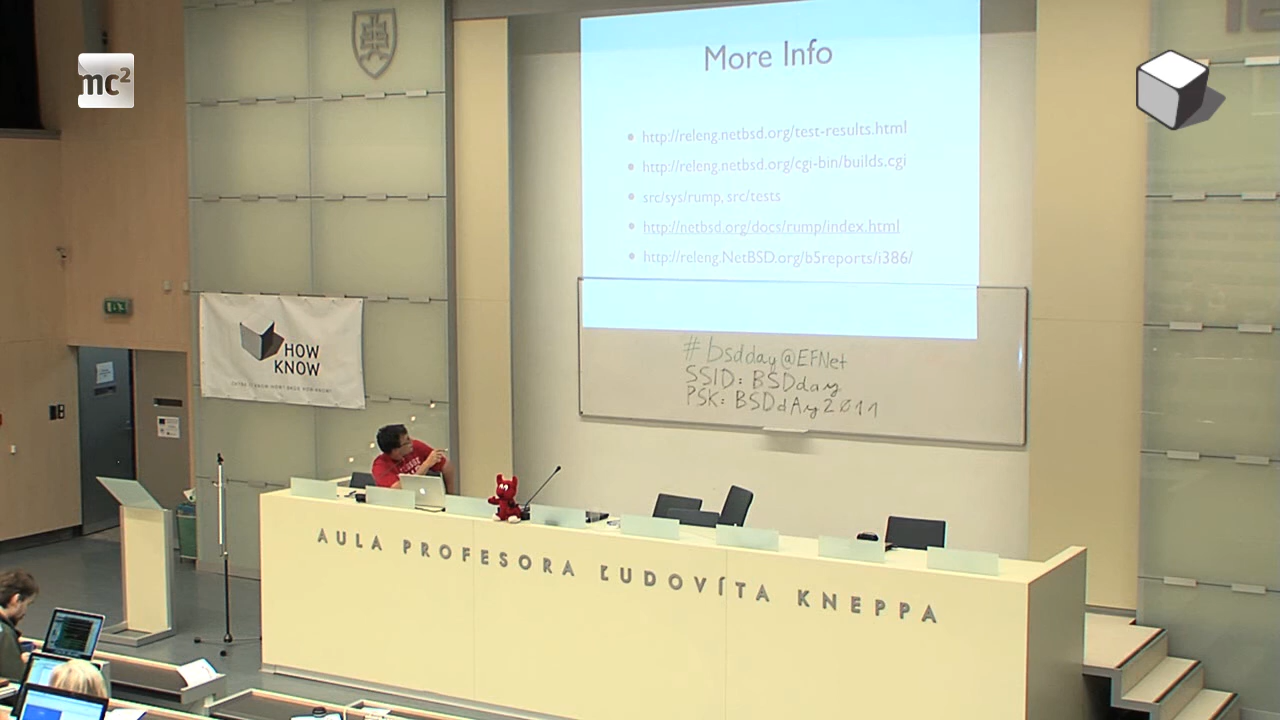 mc²
More Info
http://releng.netbsd.org/test-results.html
http://releng.netbsd.org/cgi-bin/builds.cgi
src/sys/rump, src/tests
http://netbsd.org/docs/rump/index.html
http://releng.NetBSD.org/b5reports/i386/
#bsdday@EFNet
SSID: BSDday
PSK: BSDdAy2011
HOW
KNOW
AULA PROFESORA ĽUDOVÍTA KNEPPA